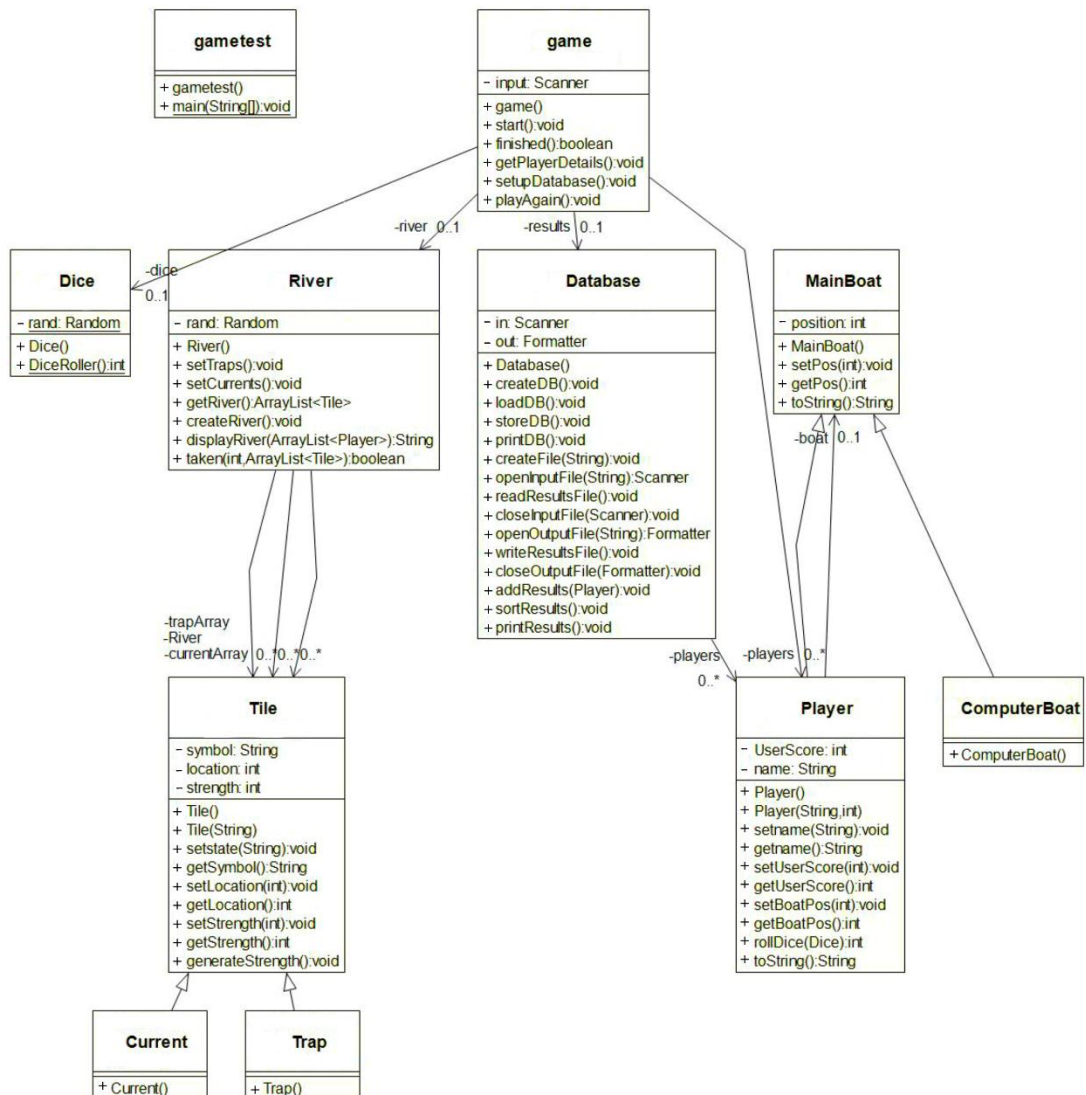 gametest
+ gametest()
+ main(String[]):void
game
- input: Scanner
+ game()
+ start():void
+ finished():boolean
+ getPlayerDetails():void
+ setupDatabase():void
+ playAgain():void
-dice
0..1
-river 0..1
-results 0..1
Dice
- rand: Random
+ Dice()
+ DiceRoller():int
River
- rand: Random
+ River()
+ setTraps():void
+ setCurrents():void
+ getRiver():ArrayList<Tile>
+ createRiver():void
+ displayRiver(ArrayList<Player>):String
+ taken(int,ArrayList<Tile>):boolean
Database
- in: Scanner
- out: Formatter
+ Database()
+ createDB():void
+ loadDB():void
+ storeDB():void
+ printDB():void
+ createFile(String):void
+ openInputFile(String):Scanner
+ readResultsFile():void
+ closeInputFile(Scanner):void
+ openOutputFile(String):Formatter
+ writeResultsFile():void
+ closeOutputFile(Formatter):void
+ addResults(Player):void
+ sortResults():void
+ printResults():void
MainBoat
- position: int
+ MainBoat()
+ setPos(int):void
+ getPos():int
+ toString():String
-boat 0..1
-trapArray
-River
-currentArray 0..*0..*0..*
-players
0..*
-players 0..*
Tile
- symbol: String
- location: int
- strength: int
+ Tile()
+ Tile(String)
+ setstate(String):void
+ getSymbol():String
+ setLocation(int):void
+ getLocation():int
+ setStrength(int):void
+ getStrength():int
+ generateStrength():void
Player
- UserScore: int
- name: String
+ Player()
+ Player(String,int)
+ setname(String):void
+ getname():String
+ setUserScore(int):void
+ getUserScore():int
+ setBoatPos(int):void
+ getBoatPos():int
+ rollDice(Dice):int
+ toString():String
ComputerBoat
+ ComputerBoat()
Current
+ Current()
Trap
+ Trap()